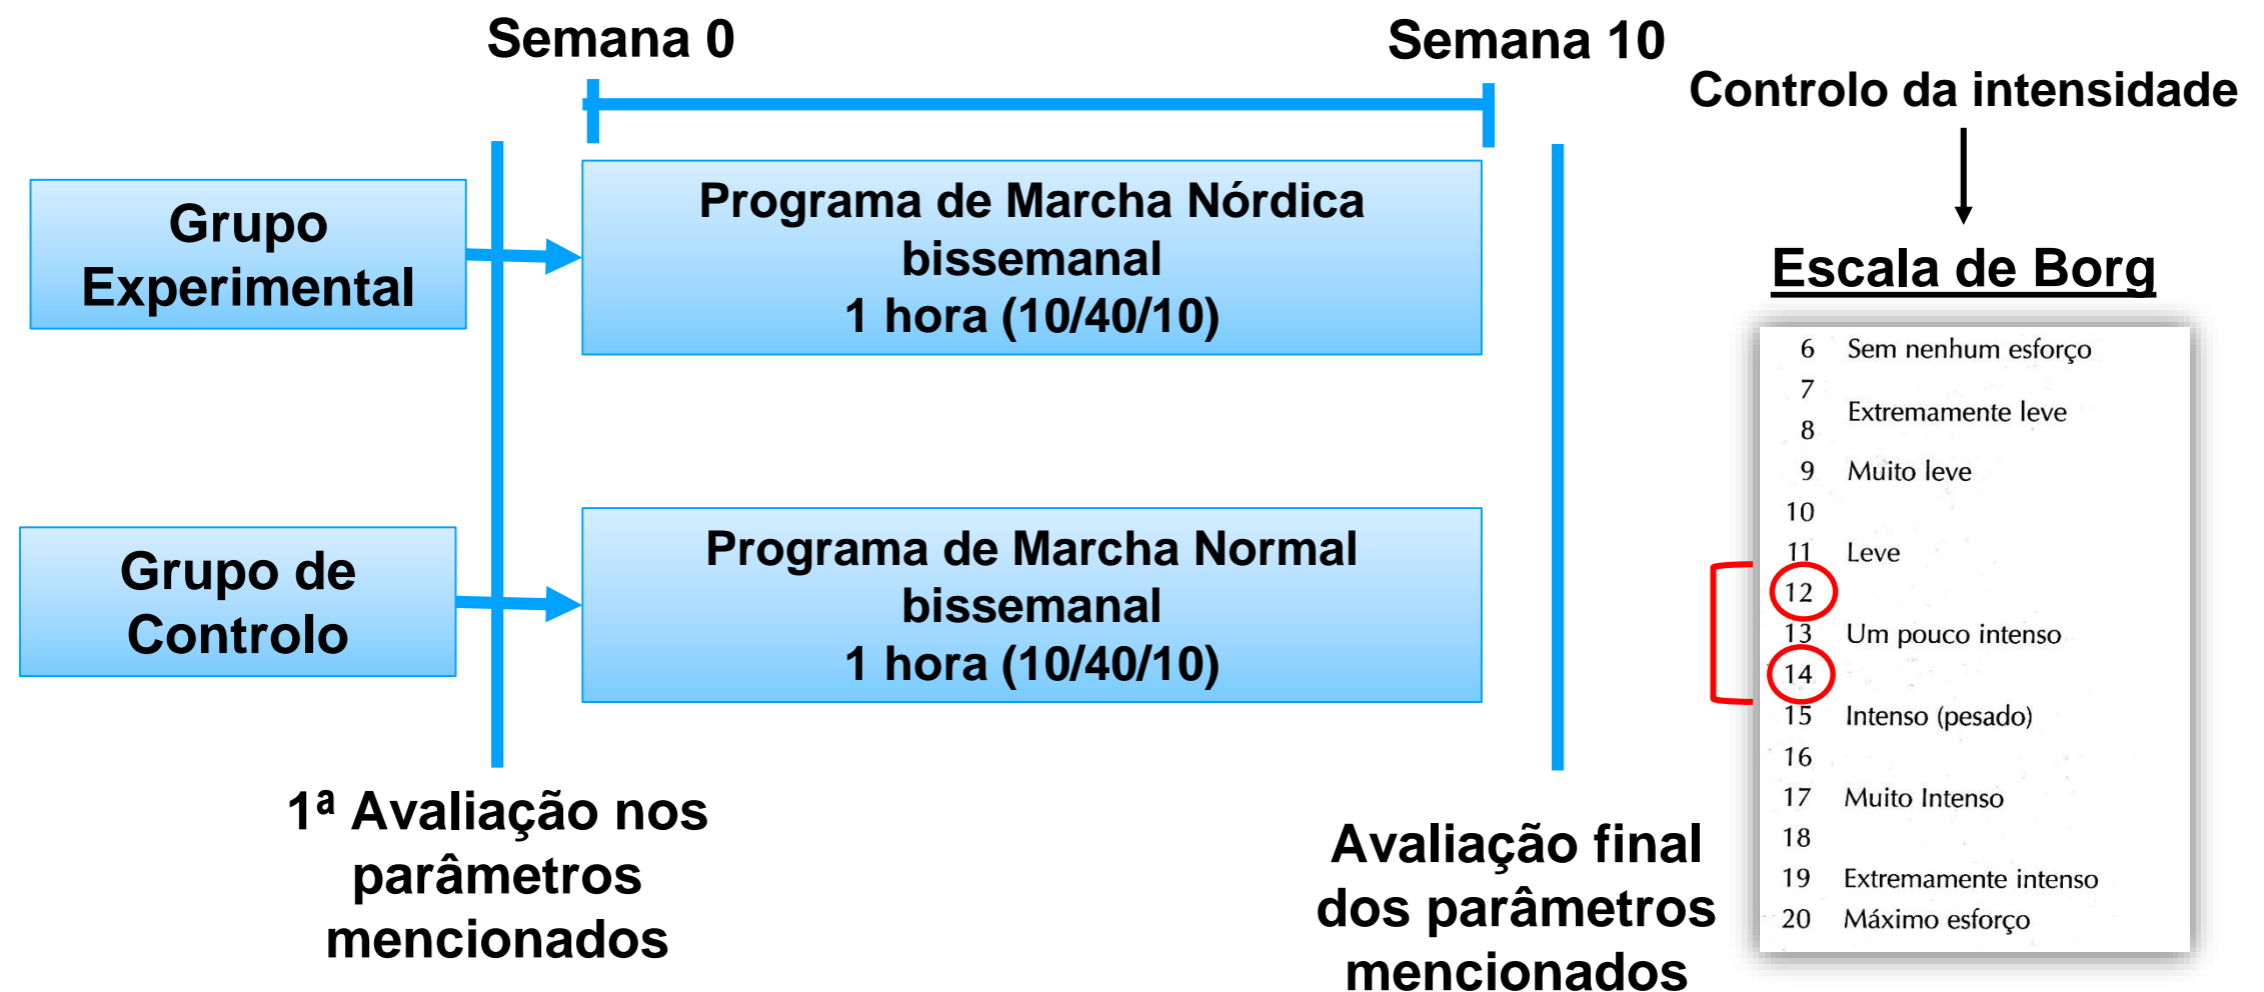 Semana 0
Semana 10
Controlo da intensidade
Grupo
Experimental
Programa de Marcha Nórdica
bissemanal
1 hora (10/40/10)
Grupo de
Controlo
Programa de Marcha Normal
bissemanal
1 hora (10/40/10)
1ª Avaliação nos
parâmetros
mencionados
Avaliação final
dos parâmetros
mencionados
Escala de Borg
6 Sem nenhum esforço
7
Extremamente leve
8
9 Muito leve
10
11 Leve
12
13 Um pouco intenso
14
15 Intenso (pesado)
16
17 Muito Intenso
18
19 Extremamente intenso
20 Máximo esforço